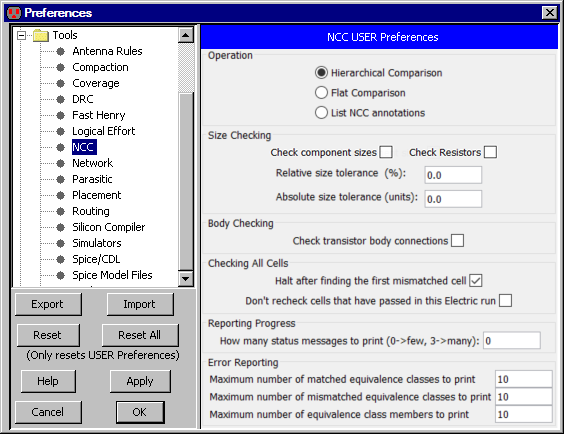 Preferences
Tools
Antenna Rules
Compaction
Coverage
DRC
Fast Henry
Logical Effort
NCC
Network
Parasitic
Placement
Routing
Silicon Compiler
Simulators
Spice/CDL
Spice Model Files
Export Import
Reset Reset All
(Only resets USER Preferences)
Help Apply
Cancel OK
NCC USER Preferences
Operation
Hierarchical Comparison
Flat Comparison
List NCC annotations
Size Checking
Check component sizes Check Resistors
Relative size tolerance (%): 0.0
Absolute size tolerance (units): 0.0
Body Checking
Check transistor body connections
Checking All Cells
Halt after finding the first mismatched cell
Don't recheck cells that have passed in this Electric run
Reporting Progress
How many status messages to print (0->few, 3->many): 0
Error Reporting
Maximum number of matched equivalence classes to print 10
Maximum number of mismatched equivalence classes to print 10
Maximum number of equivalence class members to print 10